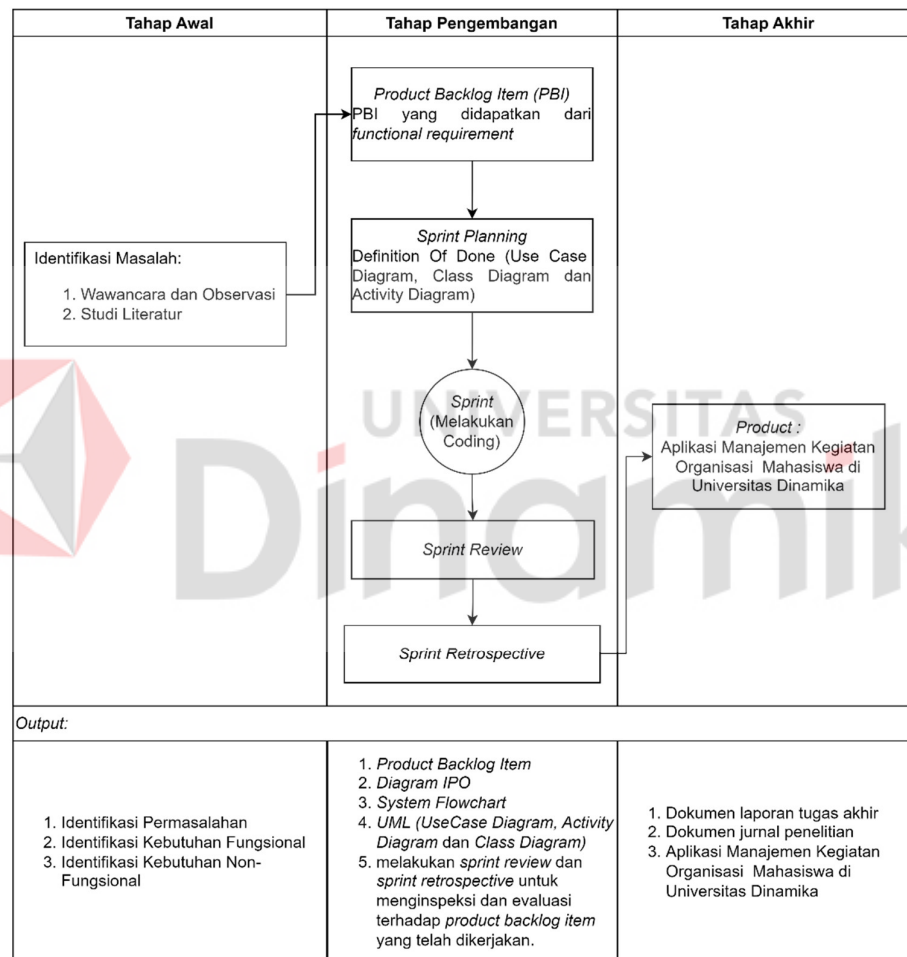 Tahap Awal
Tahap Pengembangan
Tahap Akhir
Product Backlog Item (PBI)
PBI yang didapatkan dari
functional requirement
Sprint Planning
Definition Of Done (Use Case
Diagram, Class Diagram dan
Activity Diagram)
Identifikasi Masalah:
1. Wawancara dan Observasi
2. Studi Literatur
Sprint
(Melakukan
Coding)
UNIVERSITAS
Dinamik
Product :
Aplikasi Manajemen Kegiatan
Organisasi Mahasiswa di
Universitas Dinamika
Sprint Review
Sprint Retrospective
Output:
1. Identifikasi Permasalahan
2. Identifikasi Kebutuhan Fungsional
3. Identifikasi Kebutuhan Non-
Fungsional
1. Product Backlog Item
2. Diagram IPO
3. System Flowchart
4. UML (UseCase Diagram, Activity
Diagram dan Class Diagram)
5. melakukan sprint review dan
sprint retrospective untuk
menginspeksi dan evaluasi
terhadap product backlog item
yang telah dikerjakan.
1. Dokumen laporan tugas akhir
2. Dokumen jurnal penelitian
3. Aplikasi Manajemen Kegiatan
Organisasi Mahasiswa di
Universitas Dinamika